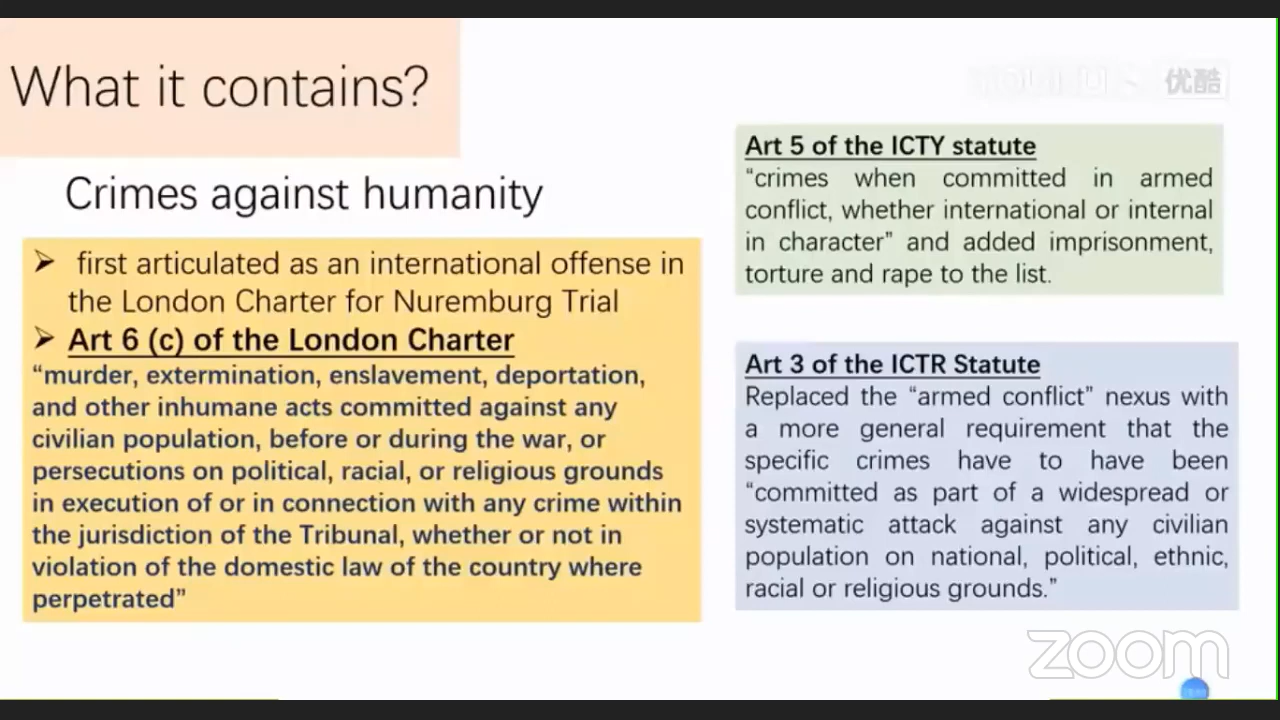 What it contains?
Crimes against humanity
➢ first articulated as an international offense in
the London Charter for Nuremburg Trial
➢ Art 6 (c) of the London Charter
“murder, extermination, enslavement, deportation,
and other inhumane acts committed against any
civilian population, before or during the war, or
persecutions on political, racial, or religious grounds
in execution of or in connection with any crime within
the jurisdiction of the Tribunal, whether or not in
violation of the domestic law of the country where
perpetrated”
优酷
Art 5 of the ICTY statute
“crimes when committed in armed
conflict, whether international or internal
in character” and added imprisonment,
torture and rape to the list.
Art 3 of the ICTR Statute
Replaced the “armed conflict” nexus with
a more general requirement that the
specific crimes have to have been
“committed as part of a widespread or
systematic attack against any civilian
population on national, political, ethnic,
racial or religious grounds.”
zoom